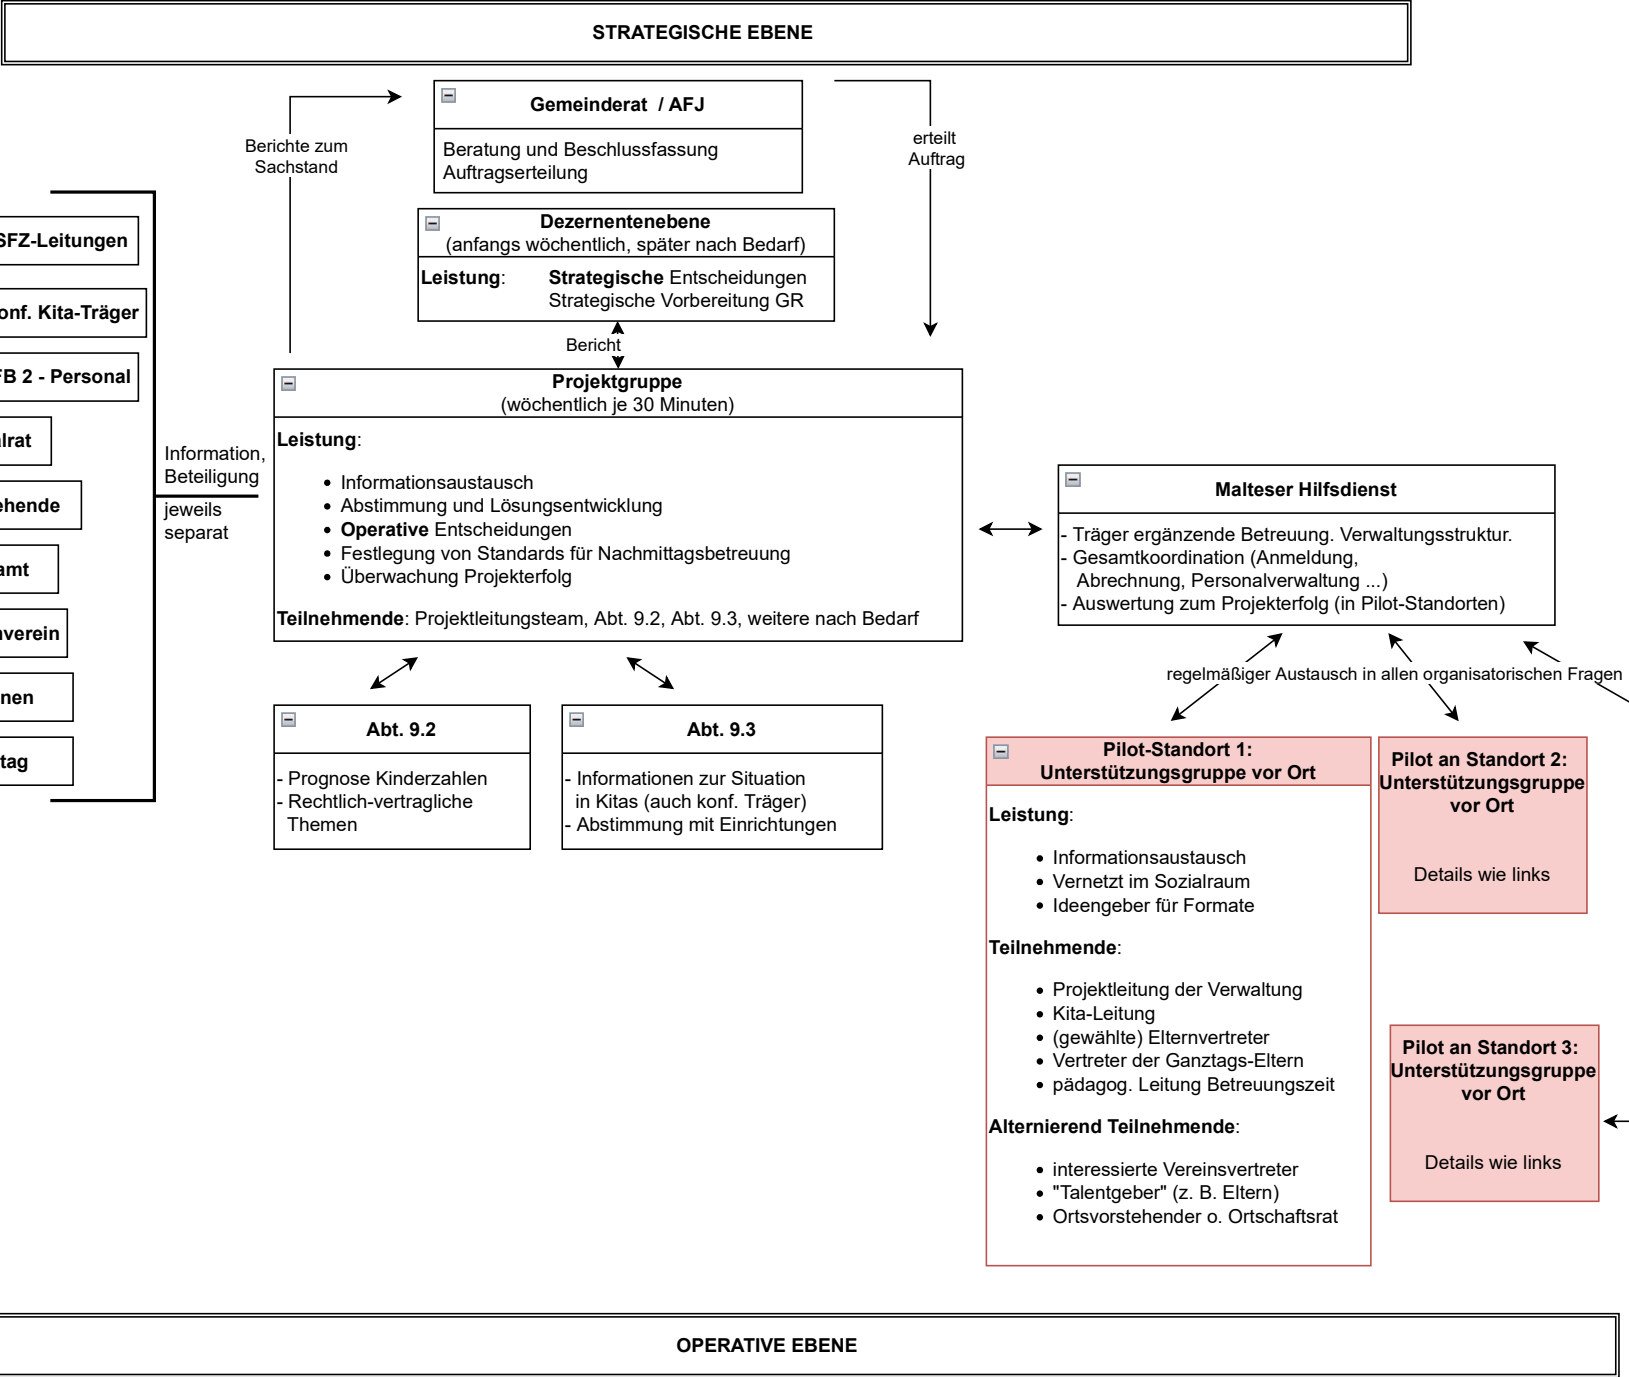 STRATEGISCHE EBENE
Gemeinderat / AFJ
Beratung und Beschlussfassung
Auftragserteilung
Berichte zum
Sachstand
erteilt
Auftrag
Dezernentenebene
(anfangs wöchentlich, später nach Bedarf)
Leistung: Strategische Entscheidungen
Strategische Vorbereitung GR
Bericht
SFZ-Leitungen
onf. Kita-Träger
FB 2 - Personal
lrat
ehende
amt
verein
nen
tag
Information,
Beteiligung
jeweils
separat
Projektgruppe
(wöchentlich je 30 Minuten)
Leistung:
• Informationsaustausch
• Abstimmung und Lösungsentwicklung
• Operative Entscheidungen
• Festlegung von Standards für Nachmittagsbetreuung
• Überwachung Projekterfolg
Teilnehmende: Projektleitungsteam, Abt. 9.2, Abt. 9.3, weitere nach Bedarf
Malteser Hilfsdienst
- Träger ergänzende Betreuung. Verwaltungsstruktur.
- Gesamtkoordination (Anmeldung,
Abrechnung, Personalverwaltung ...)
- Auswertung zum Projekterfolg (in Pilot-Standorten)
regelmäßiger Austausch in allen organisatorischen Fragen
Abt. 9.2
- Prognose Kinderzahlen
- Rechtlich-vertragliche
Themen
Abt. 9.3
- Informationen zur Situation
in Kitas (auch konf. Träger)
- Abstimmung mit Einrichtungen
Pilot-Standort 1:
Unterstützungsgruppe vor Ort
Leistung:
• Informationsaustausch
• Vernetzt im Sozialraum
• Ideengeber für Formate
Teilnehmende:
• Projektleitung der Verwaltung
• Kita-Leitung
• (gewählte) Elternvertreter
• Vertreter der Ganztags-Eltern
• pädagog. Leitung Betreuungszeit
Alternierend Teilnehmende:
• interessierte Vereinsvertreter
• "Talentgeber" (z. B. Eltern)
• Ortsvorstehender o. Ortschaftsrat
Pilot an Standort 2:
Unterstützungsgruppe
vor Ort
Details wie links
Pilot an Standort 3:
Unterstützungsgruppe
vor Ort
Details wie links
OPERATIVE EBENE